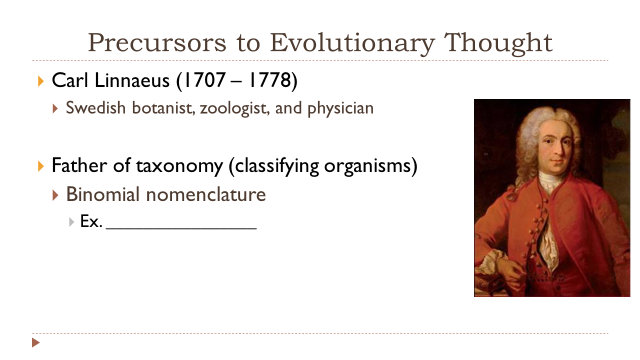 Precursors to Evolutionary Thought
Carl Linnaeus (1707 – 1778)
Swedish botanist, zoologist, and physician
Father of taxonomy (classifying organisms)
Binomial nomenclature
Ex. _________________